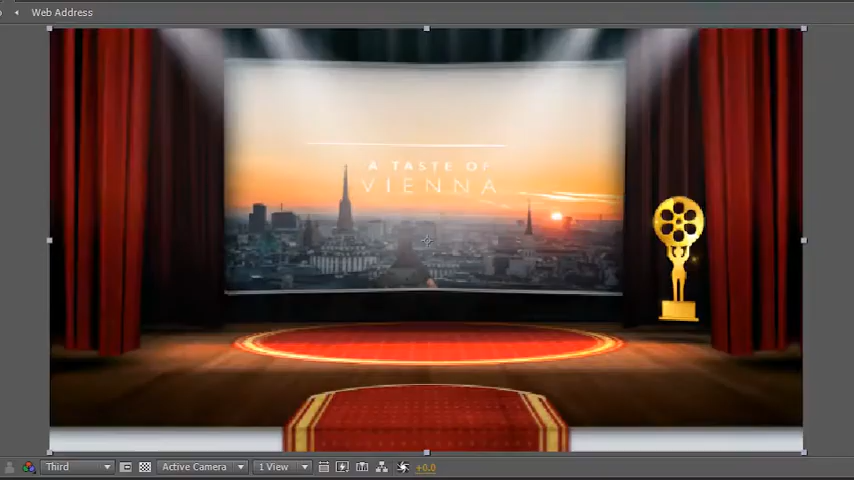 Web Address
A TASTE OF
VIENNA
Third
Active Camera
1 View
+0.0